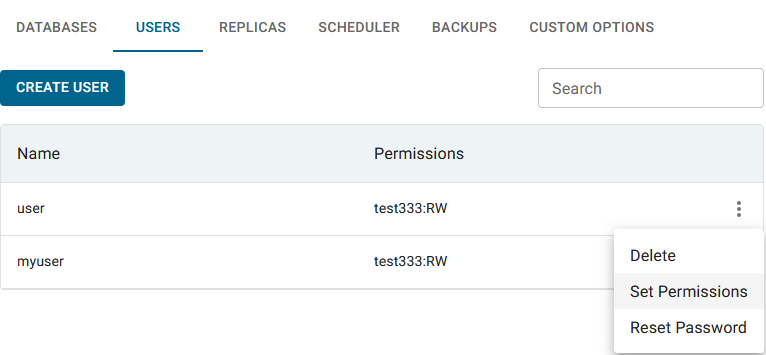 DATABASES USERS REPLICAS SCHEDULER BACKUPS CUSTOM OPTIONS
CREATE USER Search
Name Permissions
user test333:RW
myuser test333:RW
Delete
Set Permissions
Reset Password